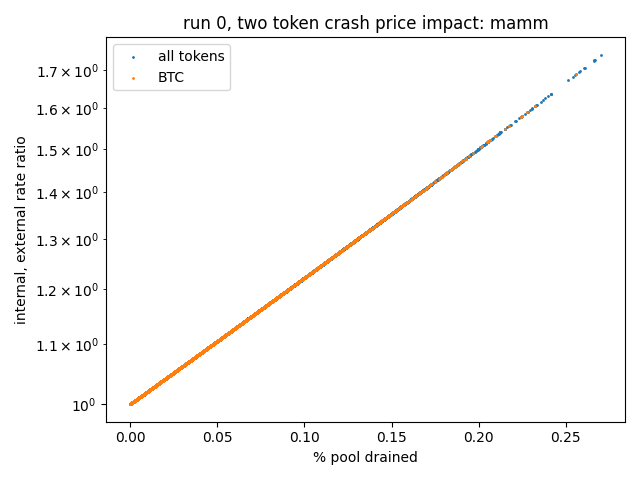 run 0, two token crash price impact: mamm
all tokens
BTC
internal, external rate ratio
1.7 × 10⁰
1.6 × 10⁰
1.5 × 10⁰
1.4 × 10⁰
1.3 × 10⁰
1.2 × 10⁰
1.1 × 10⁰
10⁰
0.00 0.05 0.10 0.15 0.20 0.25
% pool drained